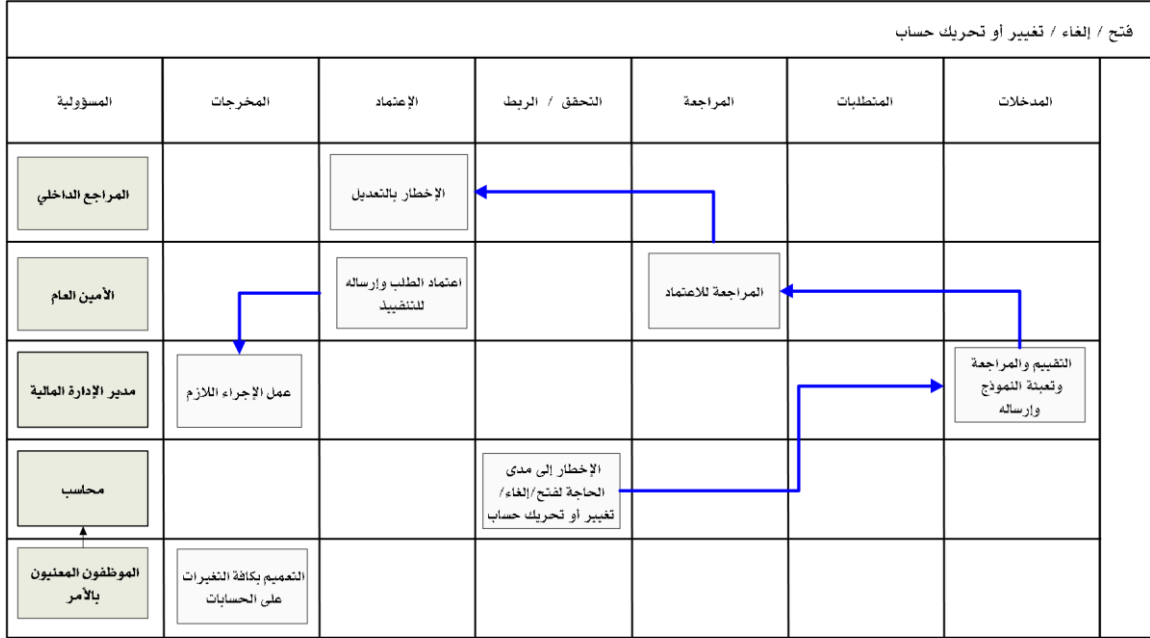 فتح / إلغاء / تغيير أو تحريك حساب
المدخلات
المتطلبات
المراجعة
التحقق / الربط
الإعتماد
المخرجات
المسؤولية
الإخطار بالتعديل
المراجع الداخلي
المراجعة للاعتماد
اعتماد الطلب وإرساله
للتنفييذ
الأمين العام
التقييم والمراجعة
وتعبئة النموذج
وإرساله
عمل الإجراء اللازم
مدير الإدارة المالية
الإخطار إلى مدى
الحاجة لفتح/إلغاء/
تغيير أو تحريك حساب
محاسب
التعميم بكافة التغيرات
على الحسابات
الموظفون المعنيون
بالأمر